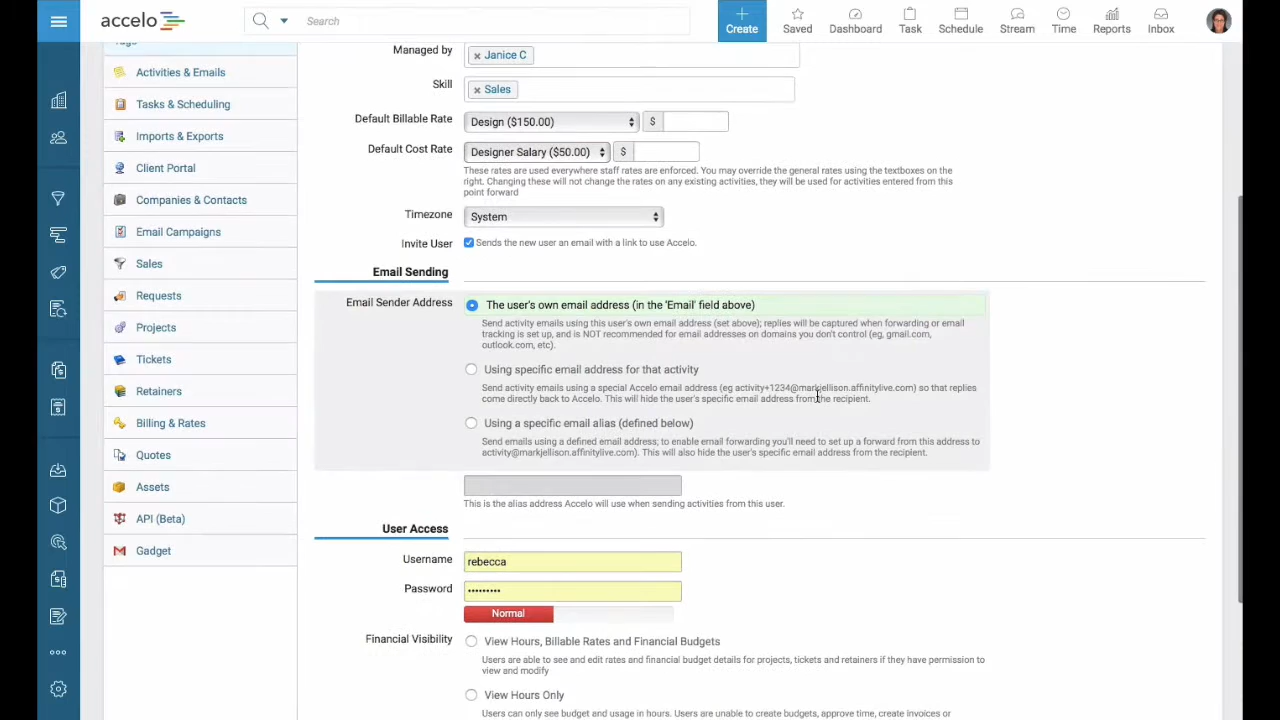 accelo
Search
Create
Saved
Dashboard
Task
Schedule
Stream
Time
Reports
Inbox
Tags
Activities & Emails
Tasks & Scheduling
Imports & Exports
Client Portal
Companies & Contacts
Email Campaigns
Sales
Requests
Projects
Tickets
Retainers
Billing & Rates
Quotes
Assets
API (Beta)
Gadget
Managed by
× Janice C
Skill
× Sales
Default Billable Rate
Design ($150.00)
$
Default Cost Rate
Designer Salary ($50.00)
$
These rates are used everywhere staff rates are enforced. You may override the general rates using the textboxes on the
right. Changing these will not change the rates on any existing activities, they will be used for activities entered from this
point forward
Timezone
System
Invite User
Sends the new user an email with a link to use Accelo.
Email Sending
Email Sender Address
The user's own email address (in the 'Email' field above)
Send activity emails using this user's own email address (set above); replies will be captured when forwarding or email
tracking is set up, and is NOT recommended for email addresses on domains you don't control (eg, gmail.com,
outlook.com, etc).
Using specific email address for that activity
Send activity emails using a special Accelo email address (eg activity+1234@markjellison.affinitylive.com) so that replies
come directly back to Accelo. This will hide the user's specific email address from the recipient.
Using a specific email alias (defined below)
Send emails using a defined email address; to enable email forwarding you'll need to set up a forward from this address to
activity@markjellison.affinitylive.com). This will also hide the user's specific email address from the recipient.
This is the alias address Accelo will use when sending activities from this user.
User Access
Username
rebecca
Password
•••••••••
Normal
Financial Visibility
View Hours, Billable Rates and Financial Budgets
Users are able to see and edit rates and financial budget details for projects, tickets and retainers if they have permission to
view and modify
View Hours Only
Users can only see budget and usage in hours. Users are unable to create budgets, approve time, create invoices or